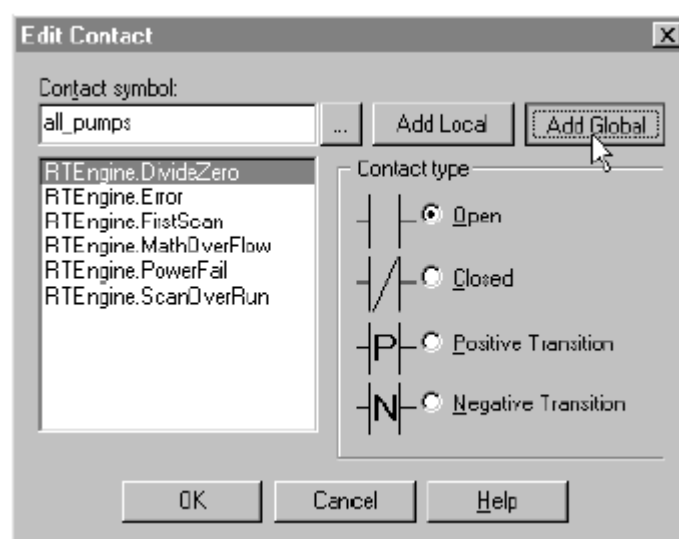 Edit Contact
Contact symbol:
all_pumps
...
Add Local
Add Global
RTEngine.DivideZero
RTEngine.Error
RTEngine.FirstScan
RTEngine.MathOverFlow
RTEngine.PowerFail
RTEngine.ScanOverRun
Contact type
Open
Closed
P
Positive Transition
N
Negative Transition
OK
Cancel
Help